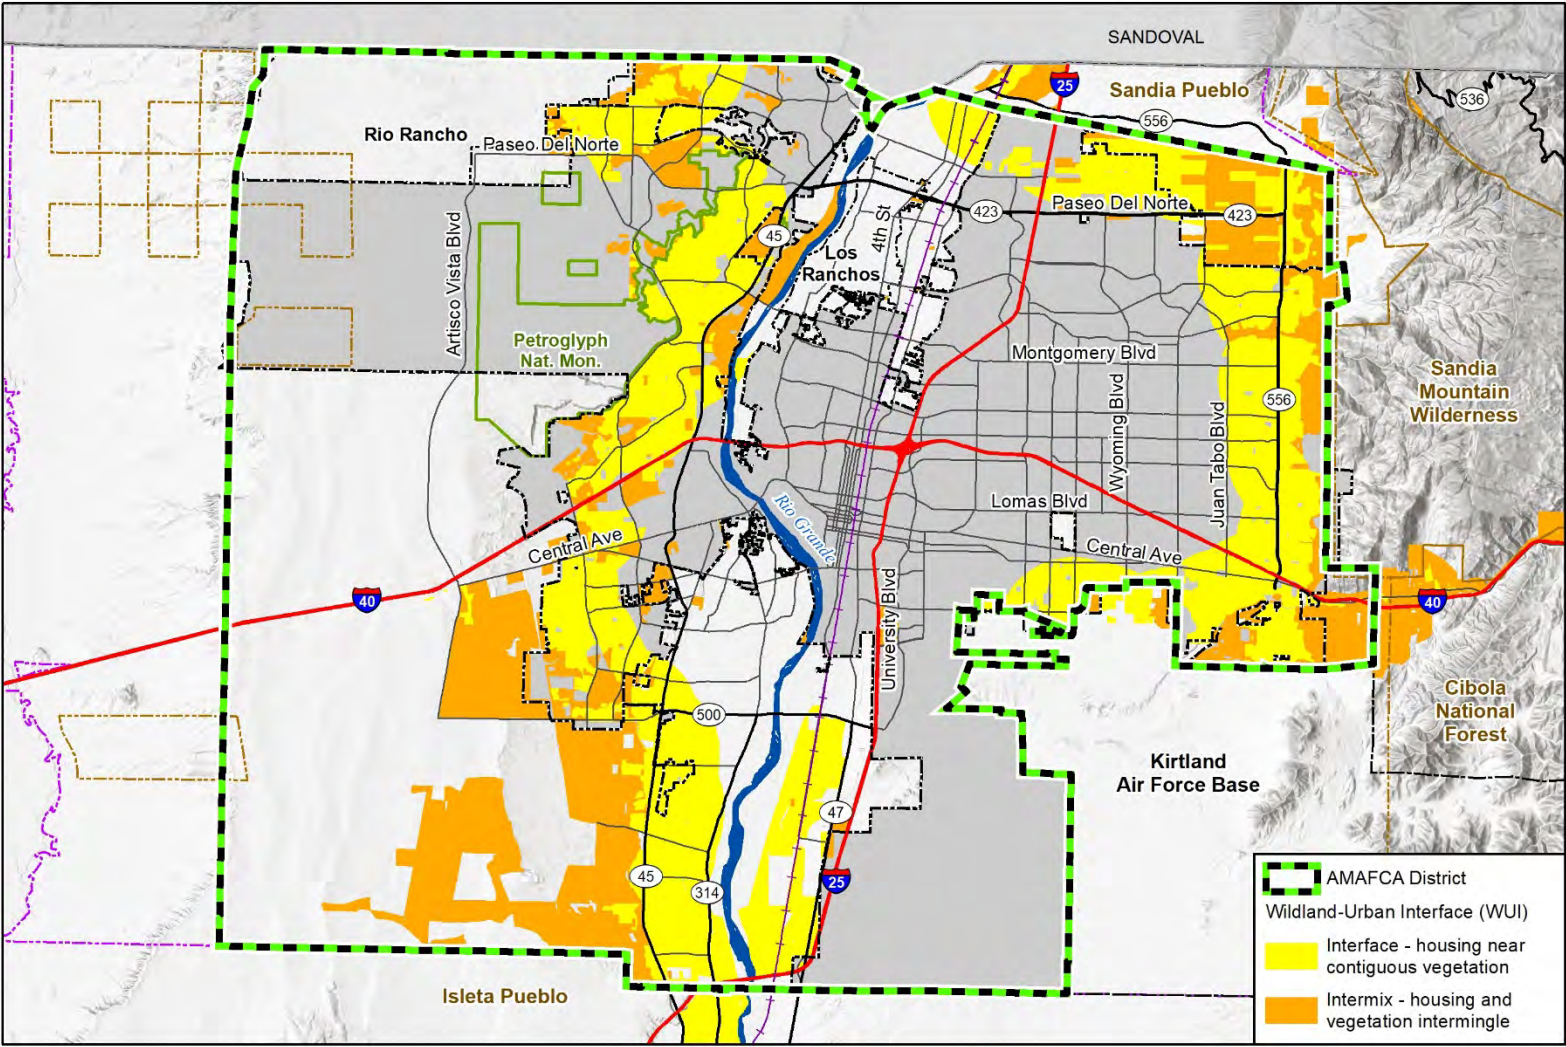 SANDOVAL
25
Sandia Pueblo
536
556
Rio Rancho
Paseo Del Norte
Paseo Del Norte
423
423
4th St
45
Artisco Vista Blvd
Los
Ranchos
Petroglyph
Nat. Mon.
Montgomery Blvd
Sandia
Mountain
Wilderness
556
Wyoming Blvd
Juan Tabo Blvd
Rio Grande
Lomas Blvd
Central Ave
Central Ave
40
40
University Blvd
500
Cibola
National
Forest
Kirtland
Air Force Base
47
45
314
25
Isleta Pueblo
AMAFCA District
Wildland-Urban Interface (WUI)
Interface - housing near
contiguous vegetation
Intermix - housing and
vegetation intermingle